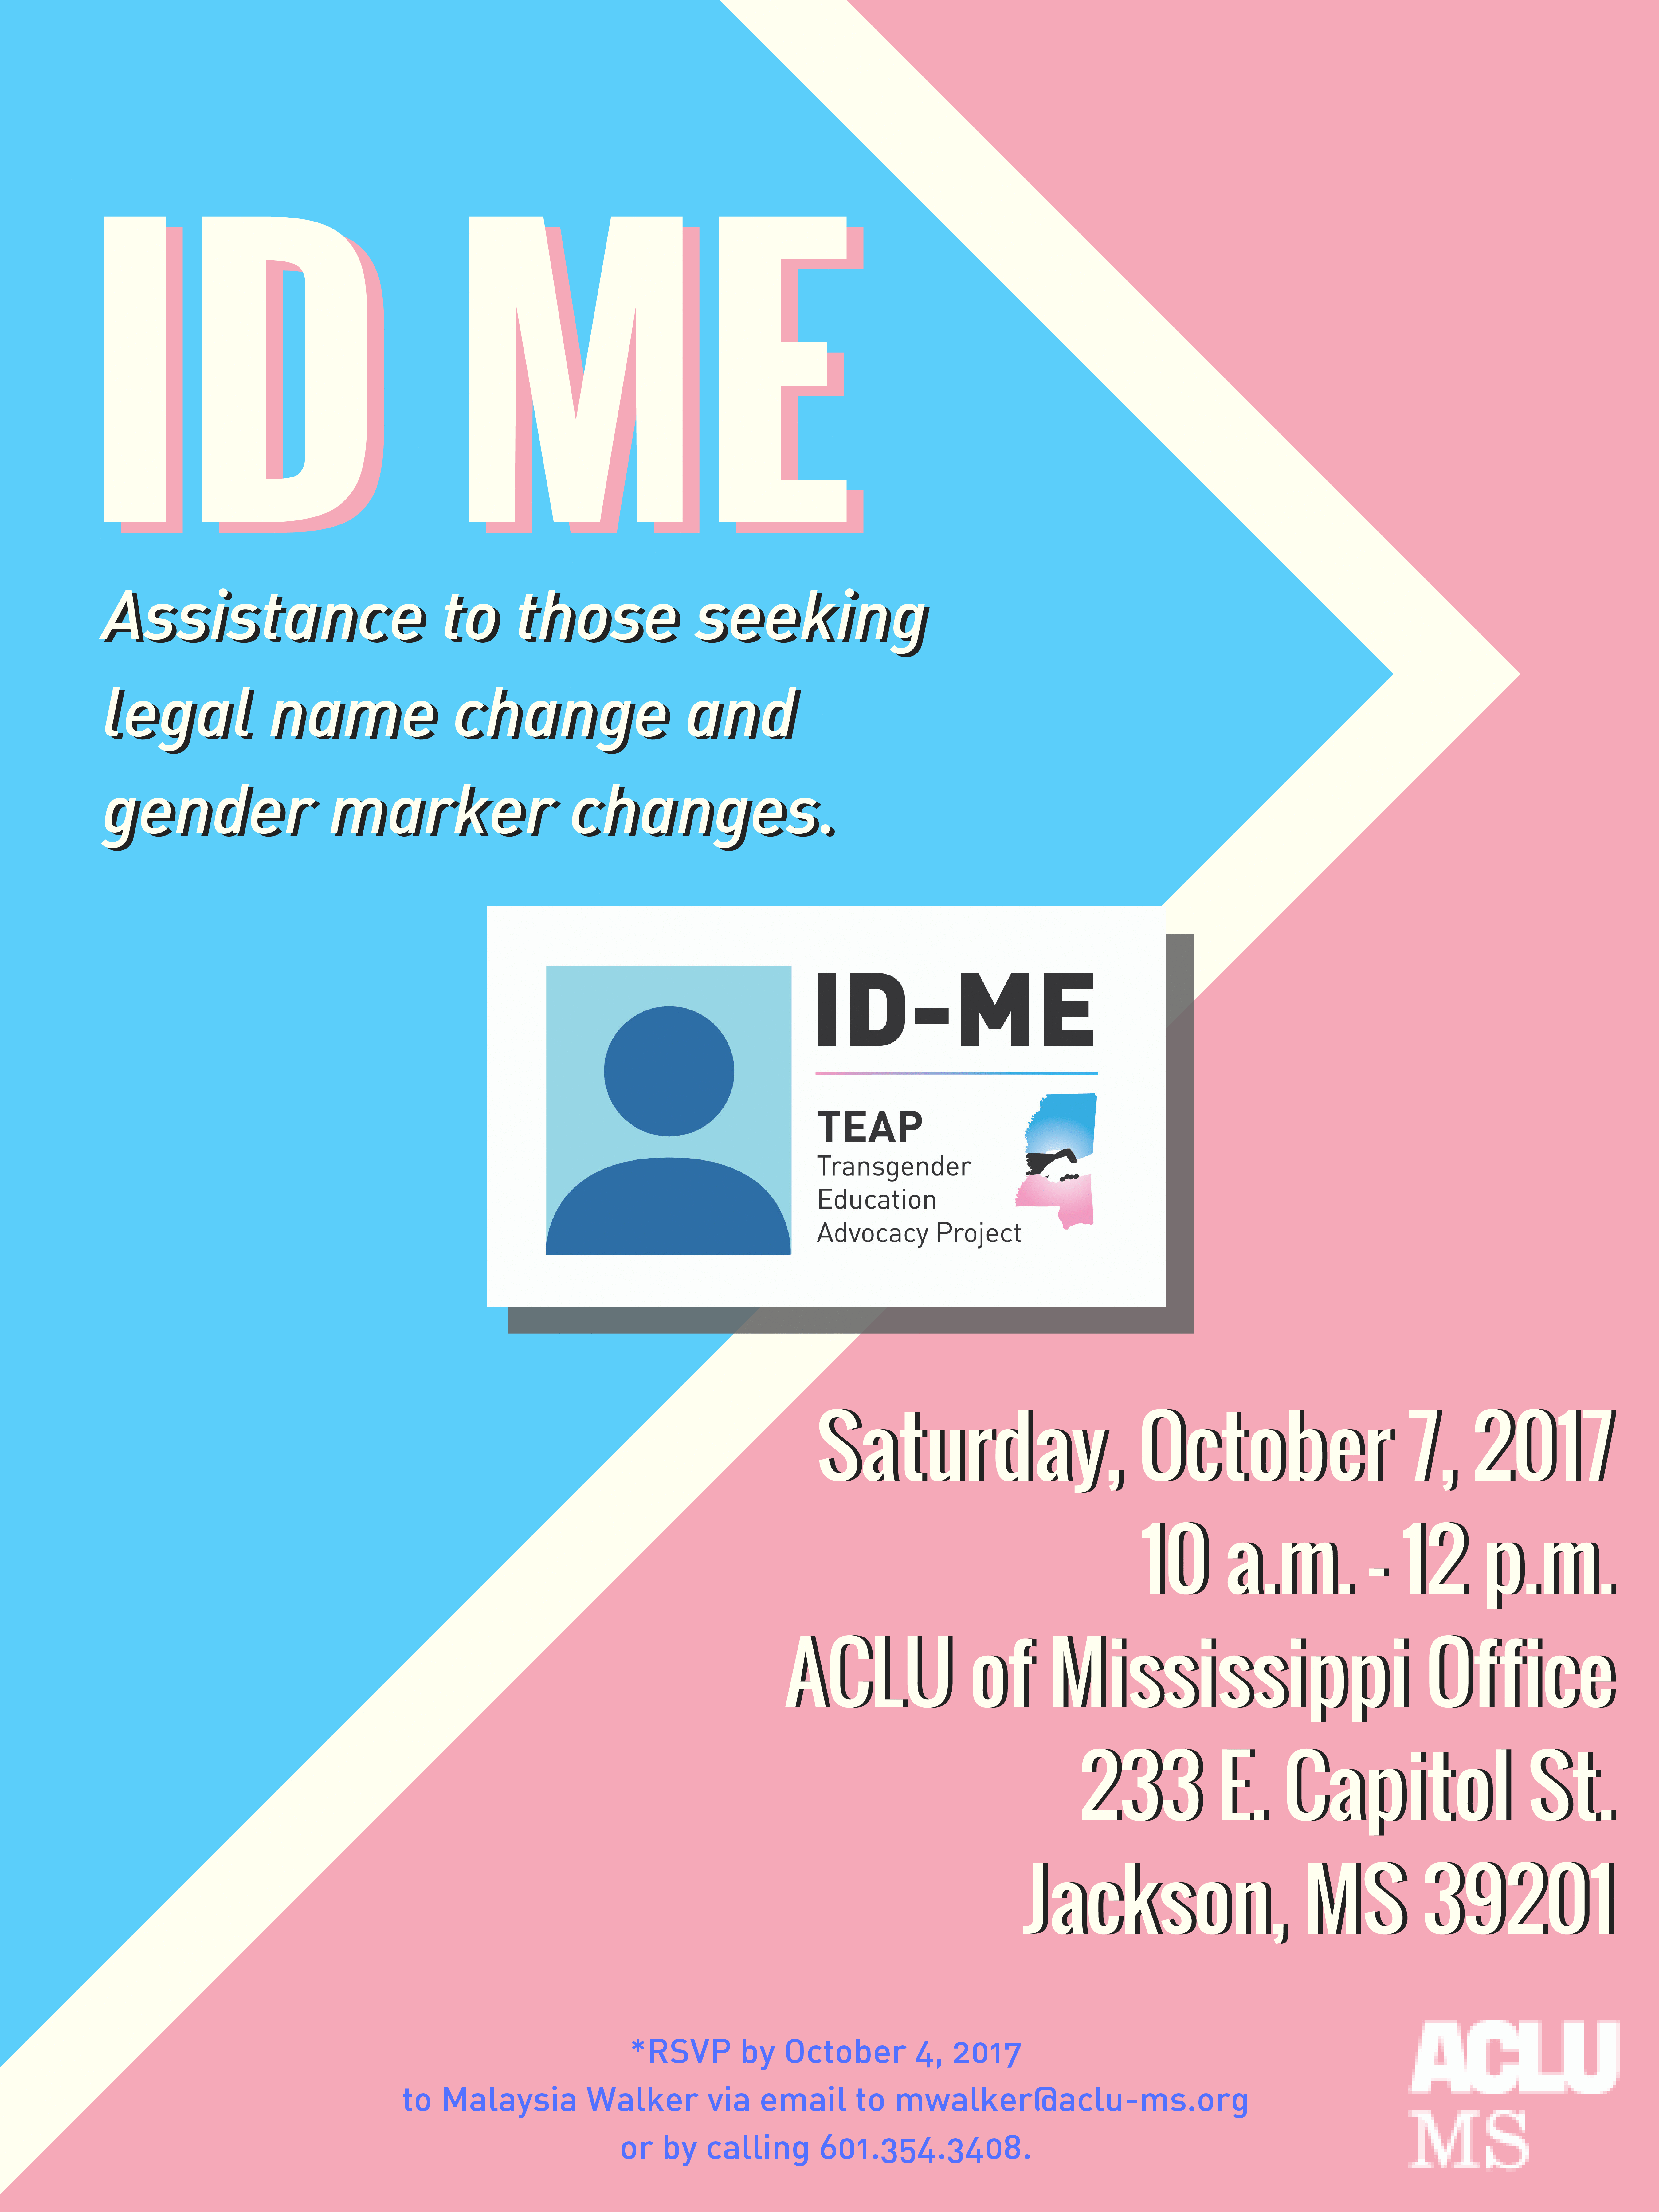 ID ME
Assistance to those seeking
legal name change and
gender marker changes.
ID-ME
TEAP
Transgender
Education
Advocacy Project
Saturday, October 7, 2017
10 a.m. - 12 p.m.
ACLU of Mississippi Office
233 E. Capitol St.
Jackson, MS 39201
*RSVP by October 4, 2017
to Malaysia Walker via email to mwalker@aclu-ms.org
or by calling 601.354.3408.
ACLU
MS